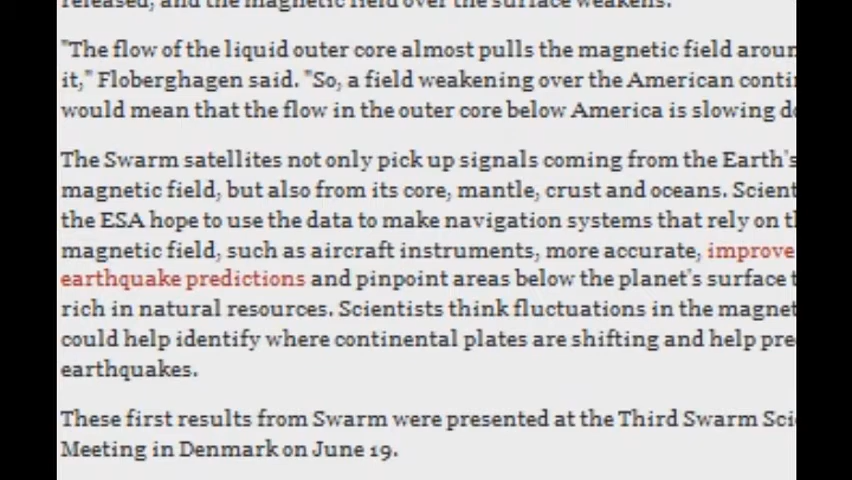 released, and the magnetic field over the surface weakens.
"The flow of the liquid outer core almost pulls the magnetic field
it," Floberghagen said. "So, a field weakening over the American
would mean that the flow in the outer core below America is slowing
The Swarm satellites not only pick up signals coming from the Earth's
magnetic field, but also from its core, mantle, crust and oceans.
the ESA hope to use the data to make navigation systems that rely on
magnetic field, such as aircraft instruments, more accurate, improve
earthquake predictions and pinpoint areas below the planet's surface
rich in natural resources. Scientists think fluctuations in the
could help identify where continental plates are shifting and help
earthquakes.
These first results from Swarm were presented at the Third Swarm
Meeting in Denmark on June 19.